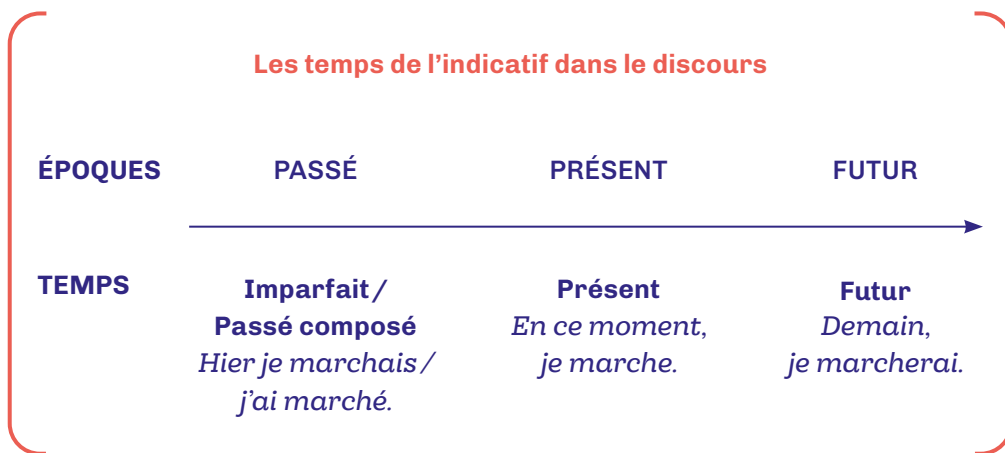 Les temps de l’indicatif dans le discours
ÉPOQUES PASSÉ PRÉSENT FUTUR
TEMPS
Imparfait /
Passé composé
Hier je marchais /
j’ai marché.
Présent
En ce moment,
je marche.
Futur
Demain,
je marcherai.